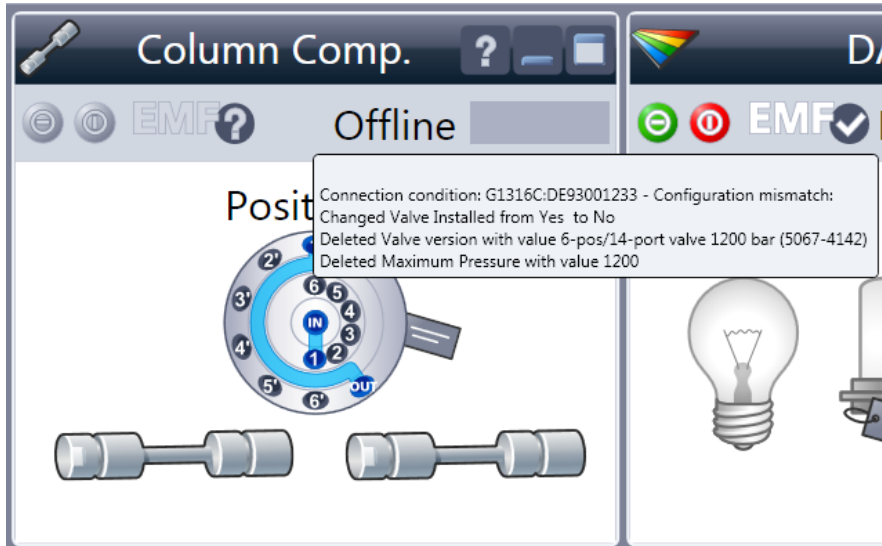 Column Comp. ?
DA
EMF ?
Offline
EMF
Connection condition: G1316C:DE93001233 - Configuration mismatch:
Changed Valve Installed from Yes to No
Deleted Valve version with value 6-pos/14-port valve 1200 bar (5067-4142)
Deleted Maximum Pressure with value 1200
Posit
2'
3'
4'
5'
6'
6
5
4
3
2
1
IN
OUT